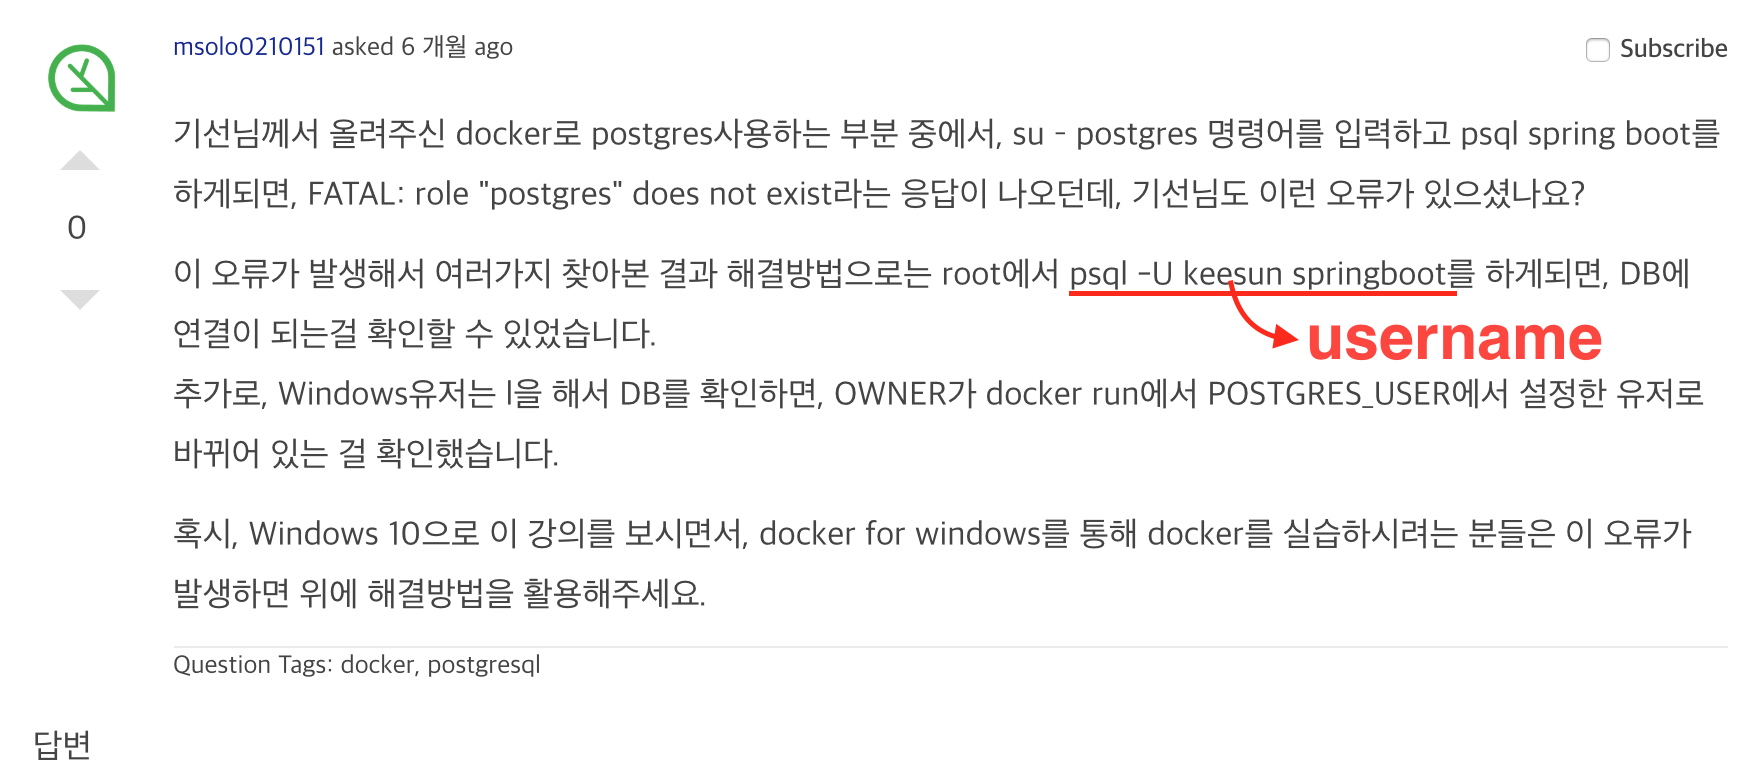 msolo0210151 asked 6 개월 ago
Subscribe
기선님께서 올려주신 docker로 postgres사용하는 부분 중에서, su - postgres 명령어를 입력하고 psql spring boot를
하게되면, FATAL: role "postgres" does not exist라는 응답이 나오던데, 기선님도 이런 오류가 있으셨나요?
0
이 오류가 발생해서 여러가지 찾아본 결과 해결방법으로는 root에서 psql -U keesun springboot를 하게되면, DB에
연결이 되는걸 확인할 수 있었습니다.
username
추가로, Windows유저는 l을 해서 DB를 확인하면, OWNER가 docker run에서 POSTGRES_USER에서 설정한 유저로
바뀌어 있는 걸 확인했습니다.
혹시, Windows 10으로 이 강의를 보시면서, docker for windows를 통해 docker를 실습하시려는 분들은 이 오류가
발생하면 위에 해결방법을 활용해주세요.
Question Tags: docker, postgresql
답변